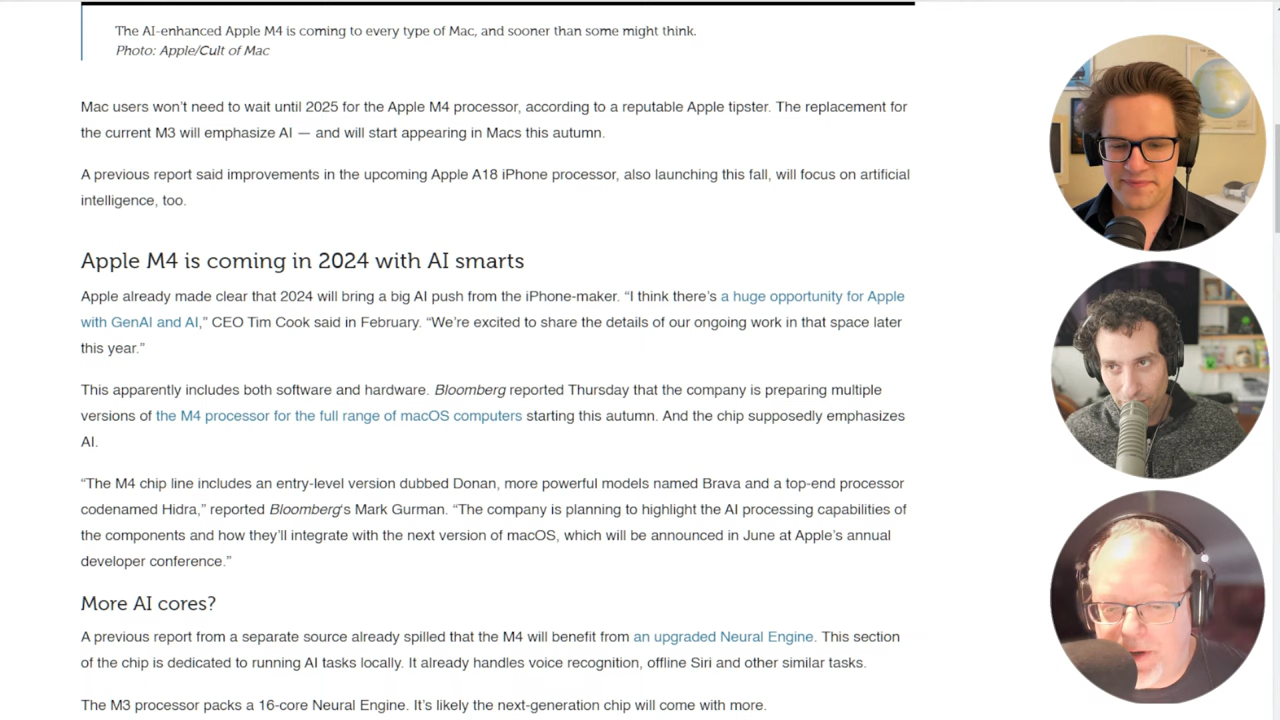 The AI-enhanced Apple M4 is coming to every type of Mac, and sooner than some might think.
Photo: Apple/Cult of Mac
Mac users won’t need to wait until 2025 for the Apple M4 processor, according to a reputable Apple tipster. The replacement for
the current M3 will emphasize AI — and will start appearing in Macs this autumn.
A previous report said improvements in the upcoming Apple A18 iPhone processor, also launching this fall, will focus on artificial
intelligence, too.
Apple M4 is coming in 2024 with AI smarts
Apple already made clear that 2024 will bring a big AI push from the iPhone-maker. “I think there’s a huge opportunity for Apple
with GenAI and AI,” CEO Tim Cook said in February. “We’re excited to share the details of our ongoing work in that space later
this year.”
This apparently includes both software and hardware. Bloomberg reported Thursday that the company is preparing multiple
versions of the M4 processor for the full range of macOS computers starting this autumn. And the chip supposedly emphasizes
AI.
“The M4 chip line includes an entry-level version dubbed Donan, more powerful models named Brava and a top-end processor
codenamed Hidra,” reported Bloomberg‘s Mark Gurman. “The company is planning to highlight the AI processing capabilities of
the components and how they’ll integrate with the next version of macOS, which will be announced in June at Apple’s annual
developer conference.”
More AI cores?
A previous report from a separate source already spilled that the M4 will benefit from an upgraded Neural Engine. This section
of the chip is dedicated to running AI tasks locally. It already handles voice recognition, offline Siri and other similar tasks.
The M3 processor packs a 16-core Neural Engine. It’s likely the next-generation chip will come with more.